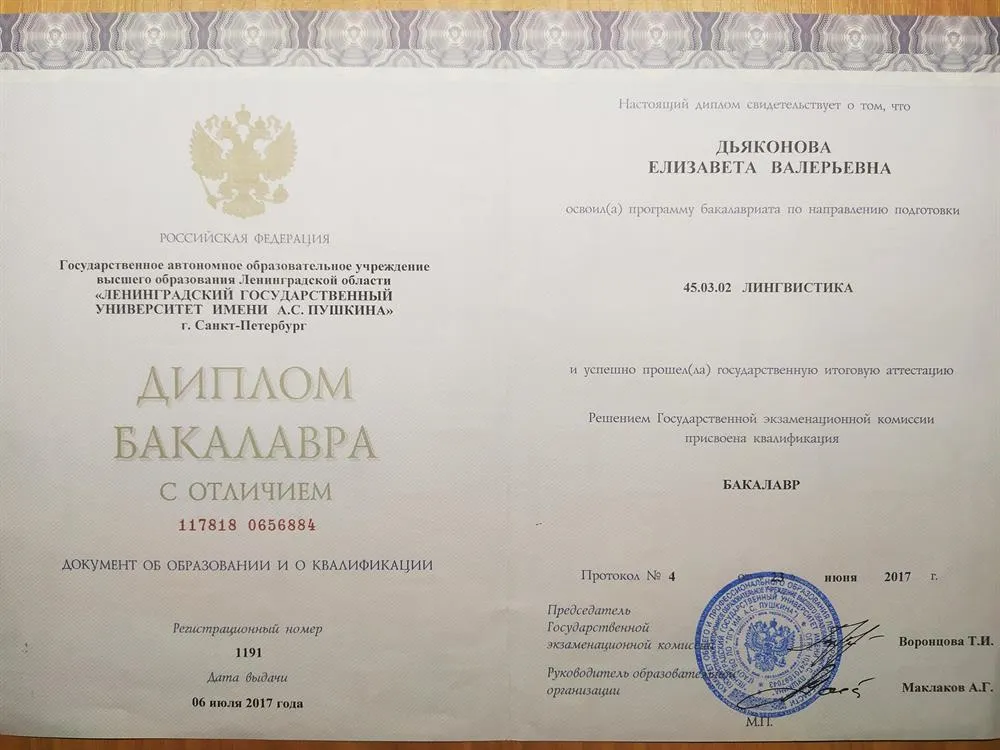 РОССИЙСКАЯ ФЕДЕРАЦИЯ
Государственное автономное образовательное учреждение
высшего образования Ленинградской области
«ЛЕНИНГРАДСКИЙ ГОСУДАРСТВЕННЫЙ
УНИВЕРСИТЕТ ИМЕНИ А.С. ПУШКИНА»
г. Санкт-Петербург
ДИПЛОМ
БАКАЛАВРА
С ОТЛИЧИЕМ
117818 0656884
ДОКУМЕНТ ОБ ОБРАЗОВАНИИ И О КВАЛИФИКАЦИИ
Регистрационный номер
1191
Дата выдачи
06 июля 2017 года
Настоящий диплом свидетельствует о том, что
ДЬЯКОНОВА
ЕЛИЗАВЕТА ВАЛЕРЬЕВНА
освоил(а) программу бакалавриата по направлению подготовки
45.03.02 ЛИНГВИСТИКА
и успешно прошел(ла) государственную итоговую аттестацию
Решением Государственной экзаменационной комиссии
присвоена квалификация
БАКАЛАВР
Протокол № 4 23 июня 2017 г.
Председатель
Государственной
экзаменационной комиссии
Воронцова Т.И.
Руководитель образовательной
организации
Маклаков А.Г.
М.П.